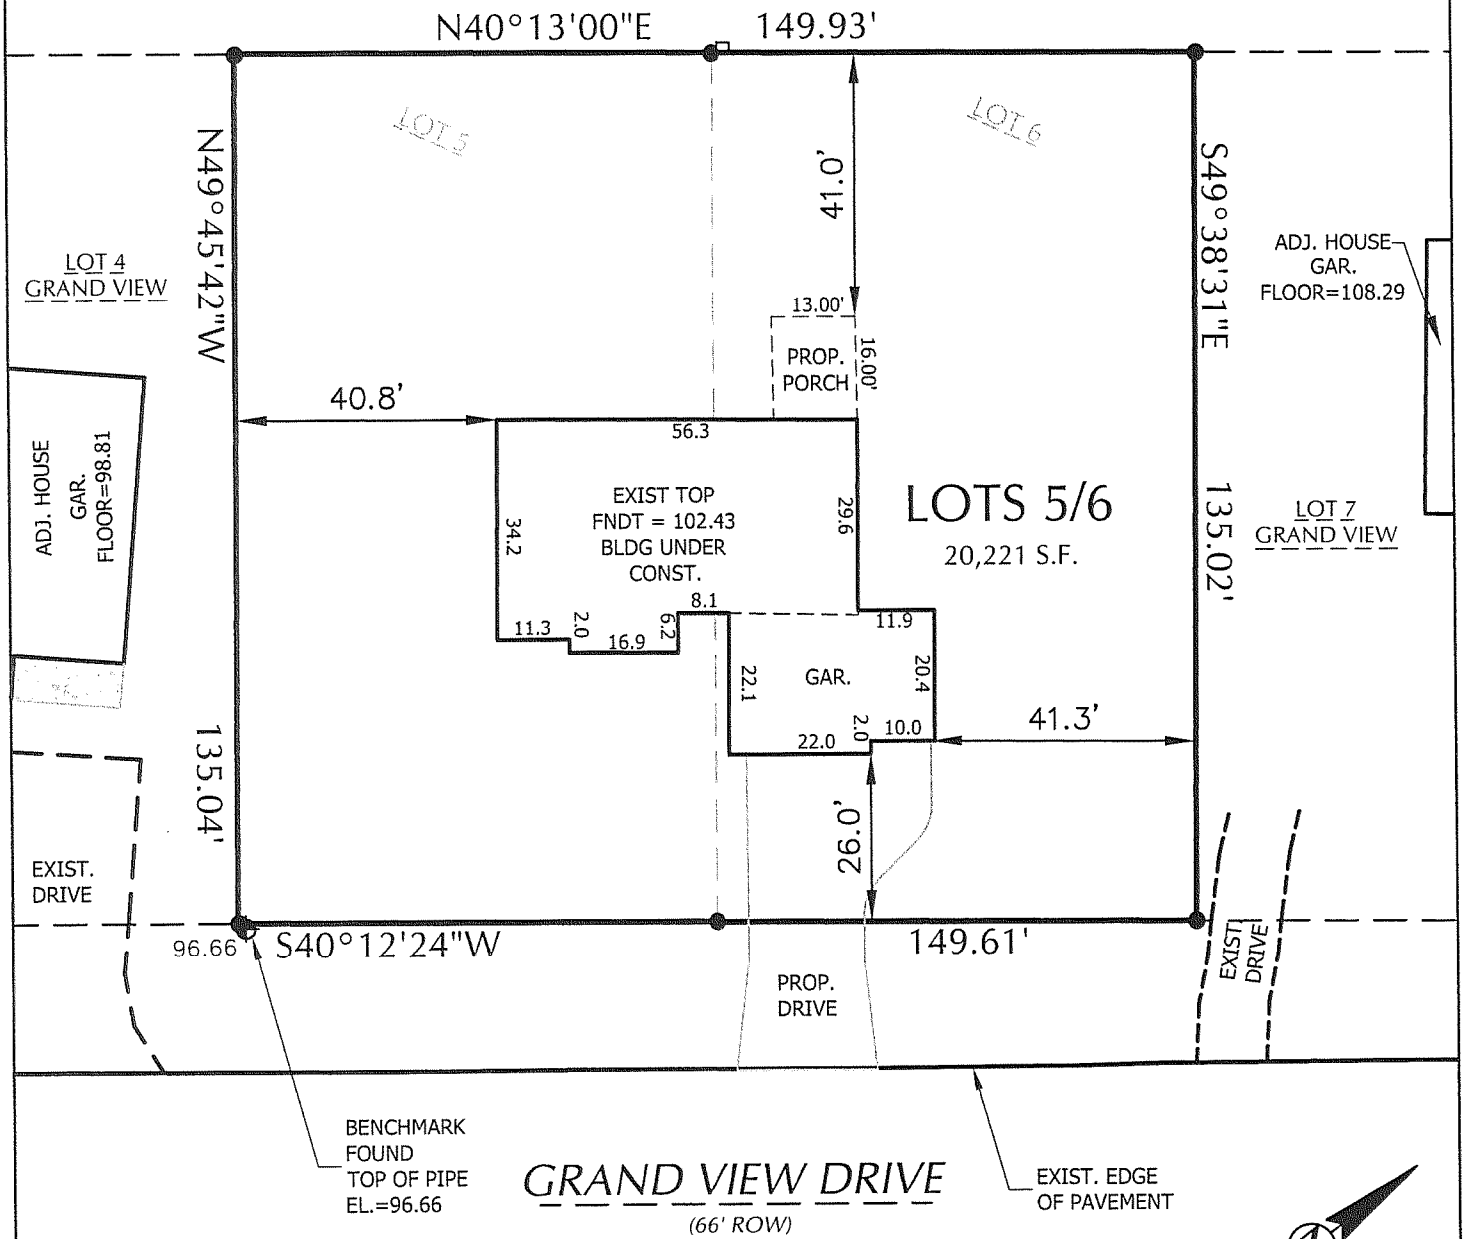 N40°13'00"E 149.93'
LOT 5
LOT 6
N49°45'42"W
135.04'
S49°38'31"E
135.02'
41.0'
LOT 4
GRAND VIEW
ADJ. HOUSE
GAR.
FLOOR=108.29
13.00'
16.00'
PROP.
PORCH
40.8'
56.3
ADJ. HOUSE
GAR.
FLOOR=98.81
34.2
EXIST TOP
FNDT = 102.43
BLDG UNDER
CONST.
29.6
LOTS 5/6
20,221 S.F.
LOT 7
GRAND VIEW
8.1
11.3
2.0
16.9
6.2
11.9
22.1
GAR.
20.4
22.0
2.0
10.0
41.3'
26.0'
EXIST.
DRIVE
96.66
S40°12'24"W
149.61'
EXIST.
DRIVE
PROP.
DRIVE
BENCHMARK
FOUND
TOP OF PIPE
EL.=96.66
GRAND VIEW DRIVE
(66' ROW)
EXIST. EDGE
OF PAVEMENT